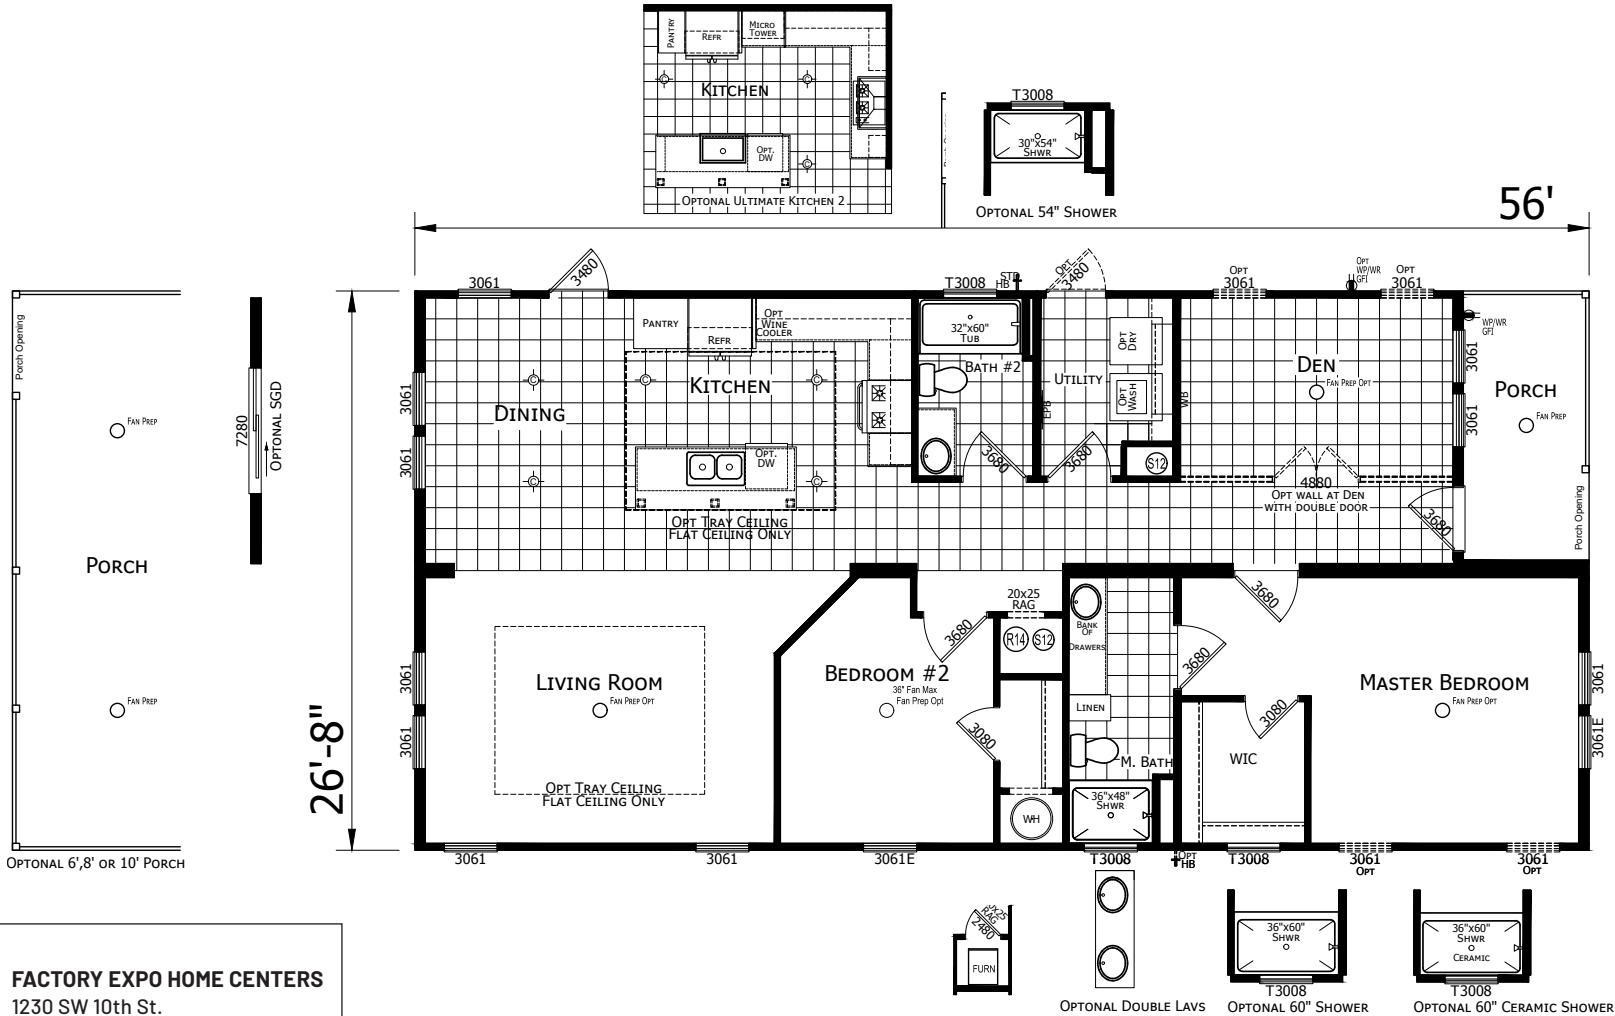 PANTRY
REFR
MICRO
TOWER
KITCHEN
OPT.
DW
OPTIONAL ULTIMATE KITCHEN 2
T3008
30"x54"
SHWR
OPTONAL 54" SHOWER
56'
3061
3480
T3008
STD
HB
OPT
3480
OPT
3061
OPT
WP/WR
GFI
OPT
3061
Porch Opening
FAN PREP
7280
OPTIONAL SGD
PORCH
FAN PREP
OPTIONAL 6',8' OR 10' PORCH
26'-8"
3061
3061
DINING
PANTRY
REFR
OPT
WINE
COOLER
KITCHEN
OPT.
DW
OPT TRAY CEILING
FLAT CEILING ONLY
32"x60"
TUB
BATH #2
3680
UTILITY
EPB
OPT
DRY
OPT
WASH
WB
3680
S12
DEN
FAN PREP OPT
4880
OPT WALL AT DEN
WITH DOUBLE DOOR
3061
3061
WP/WR
GFI
PORCH
FAN PREP
Porch Opening
3680
3061
3061
LIVING ROOM
FAN PREP OPT
OPT TRAY CEILING
FLAT CEILING ONLY
3680
20x25
RAG
R14
S12
BEDROOM #2
36" Fan Max
Fan Prep Opt
3080
WH
BANK
OF
DRAWERS
LINEN
M. BATH
36"x48"
SHWR
3680
3680
3080
WIC
MASTER BEDROOM
FAN PREP OPT
3061
3061E
3061
3061
3061E
T3008
OPT
HB
T3008
3061
OPT
3061
OPT
RAG
2480
FURN
OPTIONAL DOUBLE LAVS
36"x60"
SHWR
T3008
OPTIONAL 60" SHOWER
36"x60"
SHWR
CERAMIC
T3008
OPTIONAL 60" CERAMIC SHOWER
FACTORY EXPO HOME CENTERS
1230 SW 10th St.